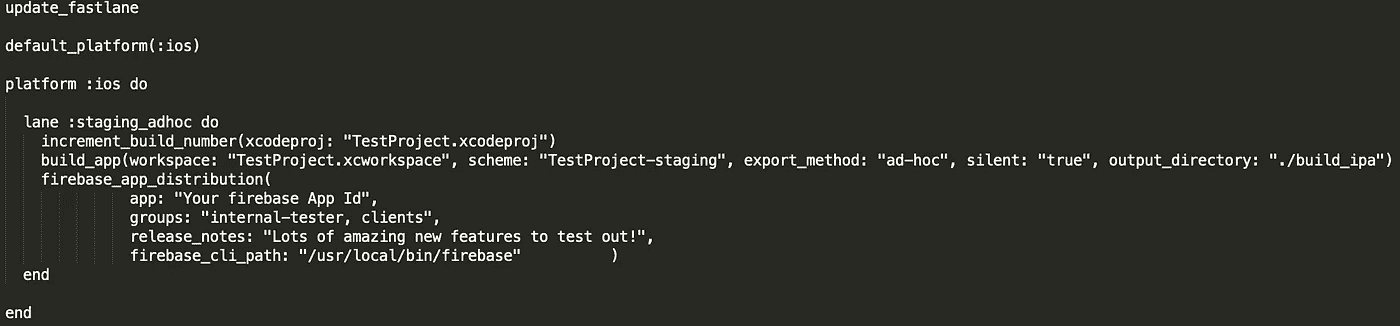 update_fastlane
default_platform(:ios)
platform :ios do
lane :staging_adhoc do
increment_build_number(xcodeproj: "TestProject.xcodeproj")
build_app(workspace: "TestProject.xcworkspace", scheme: "TestProject-staging", export_method: "ad-hoc", silent: "true", output_directory: "./build_ipa")
firebase_app_distribution(
app: "Your firebase App Id",
groups: "internal-tester, clients",
release_notes: "Lots of amazing new features to test out!",
firebase_cli_path: "/usr/local/bin/firebase" )
end
end